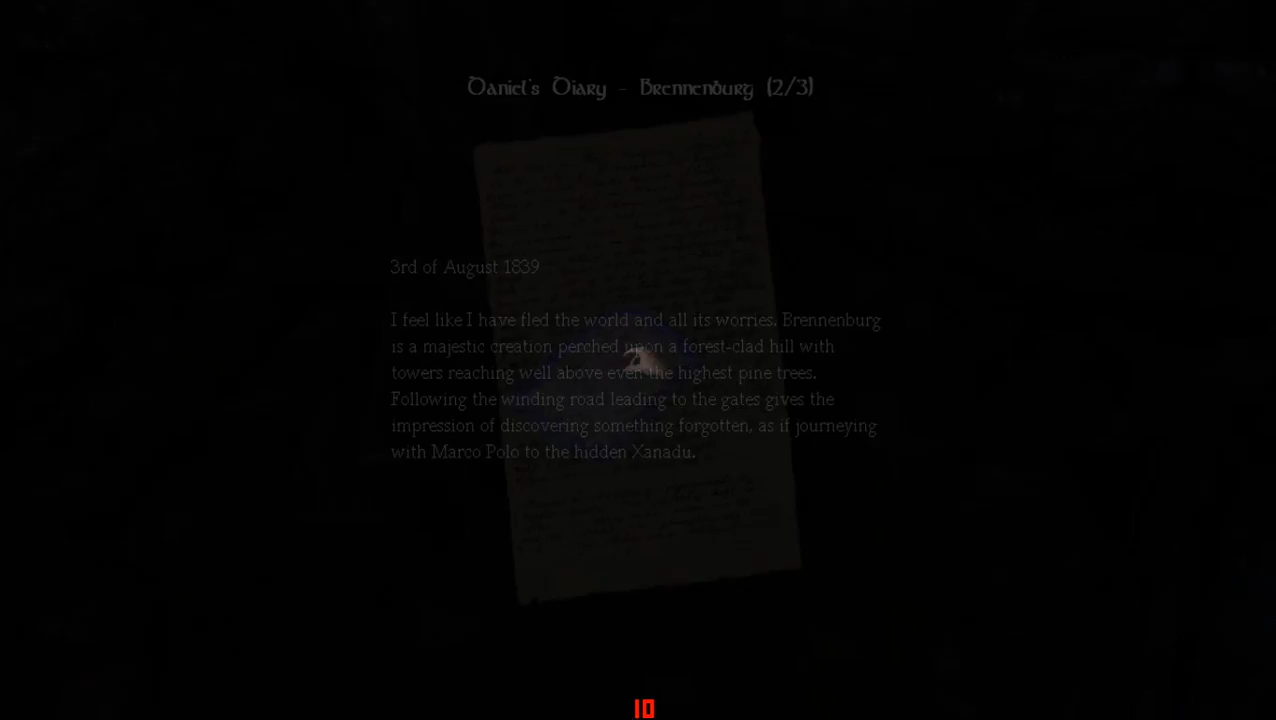 Daniel's Diary - Brennenburg (2/3)
3rd of August 1839
I feel like I have fled the world and all its worries. Brennenburg
is a majestic creation perched upon a forest-clad hill with
towers reaching well above even the highest pine trees.
Following the winding road leading to the gates gives the
impression of discovering something forgotten, as if journeying
with Marco Polo to the hidden Xanadu.
10